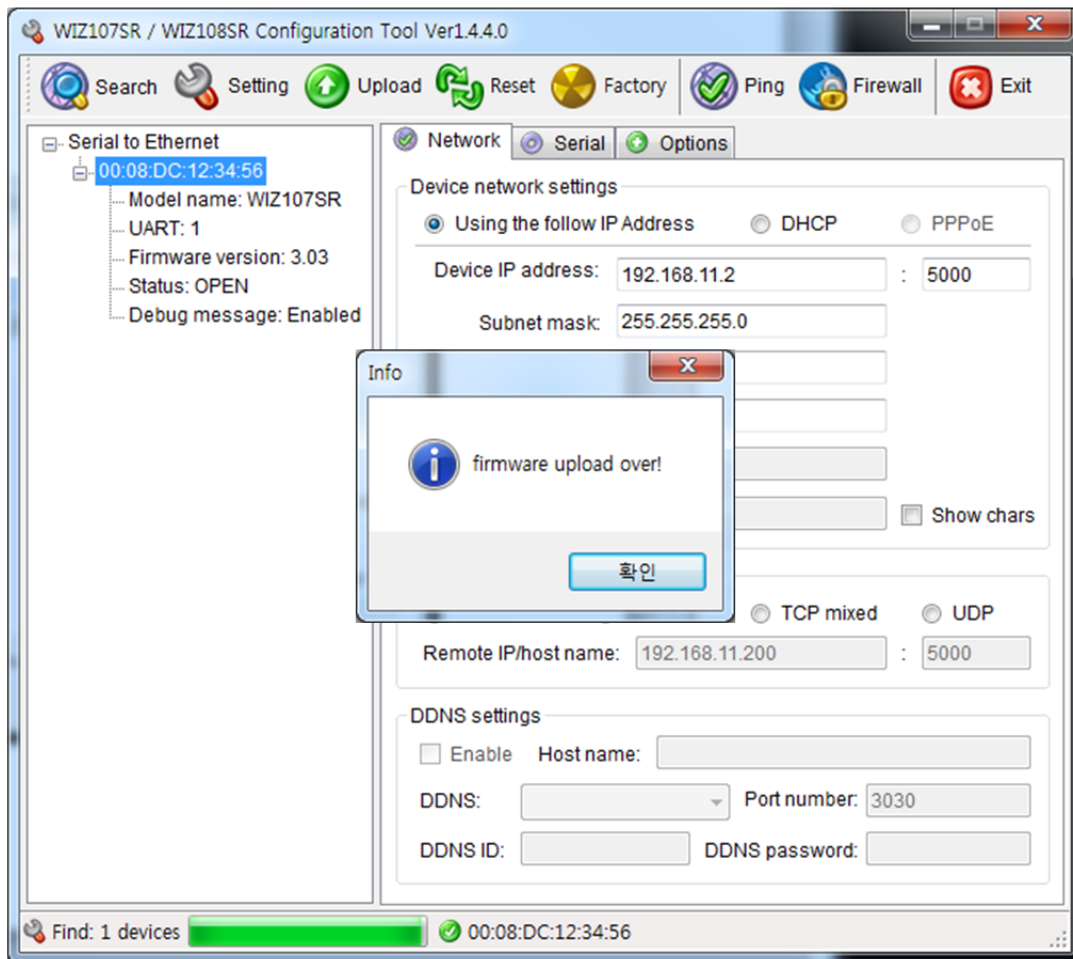 WIZ107SR / WIZ108SR Configuration Tool Ver1.4.4.0
Search Setting Upload Reset Factory Ping Firewall Exit
Serial to Ethernet
00:08:DC:12:34:56
Model name: WIZ107SR
UART: 1
Firmware version: 3.03
Status: OPEN
Debug message: Enabled
Network Serial Options
Device network settings
Using the follow IP Address DHCP PPPoE
Device IP address: 192.168.11.2 : 5000
Subnet mask: 255.255.255.0
Info
firmware upload over!
확인
Show chars
TCP mixed UDP
Remote IP/host name: 192.168.11.200 : 5000
DDNS settings
Enable Host name:
DDNS: Port number: 3030
DDNS ID: DDNS password:
Find: 1 devices 00:08:DC:12:34:56